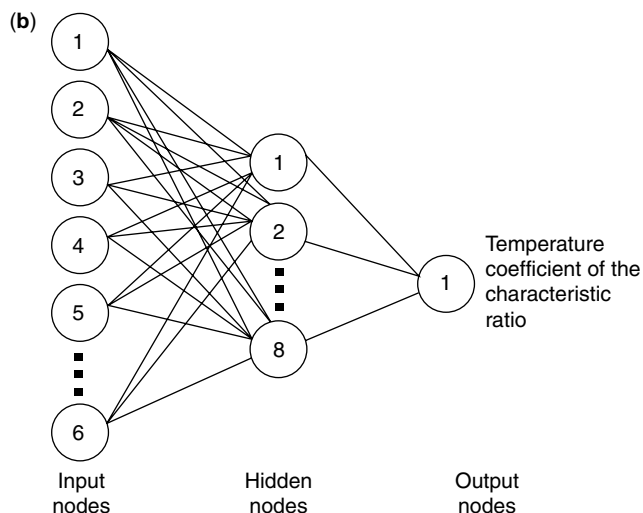 (b)
1
2
3
4
5
6
1
2
8
1
Temperature
coefficient of the
characteristic
ratio
Input
nodes
Hidden
nodes
Output
nodes